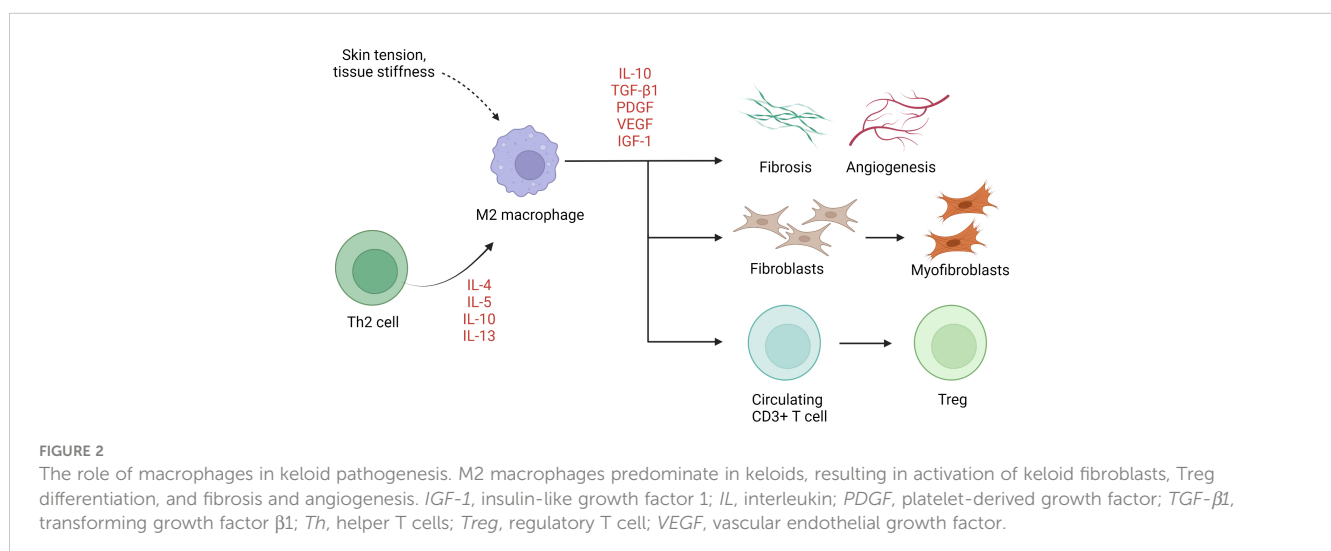 Skin tension,
tissue stiffness
IL-10
TGF-β1
PDGF
VEGF
IGF-1
Fibrosis
Angiogenesis
M2 macrophage
Fibroblasts
Myofibroblasts
IL-4
IL-5
IL-10
IL-13
Th2 cell
Circulating
CD3+ T cell
Treg
FIGURE 2
The role of macrophages in keloid pathogenesis. M2 macrophages predominate in keloids, resulting in activation of keloid fibroblasts, Treg
differentiation, and fibrosis and angiogenesis. IGF-1, insulin-like growth factor 1; IL, interleukin; PDGF, platelet-derived growth factor; TGF-β1,
transforming growth factor β1; Th, helper T cells; Treg, regulatory T cell; VEGF, vascular endothelial growth factor.